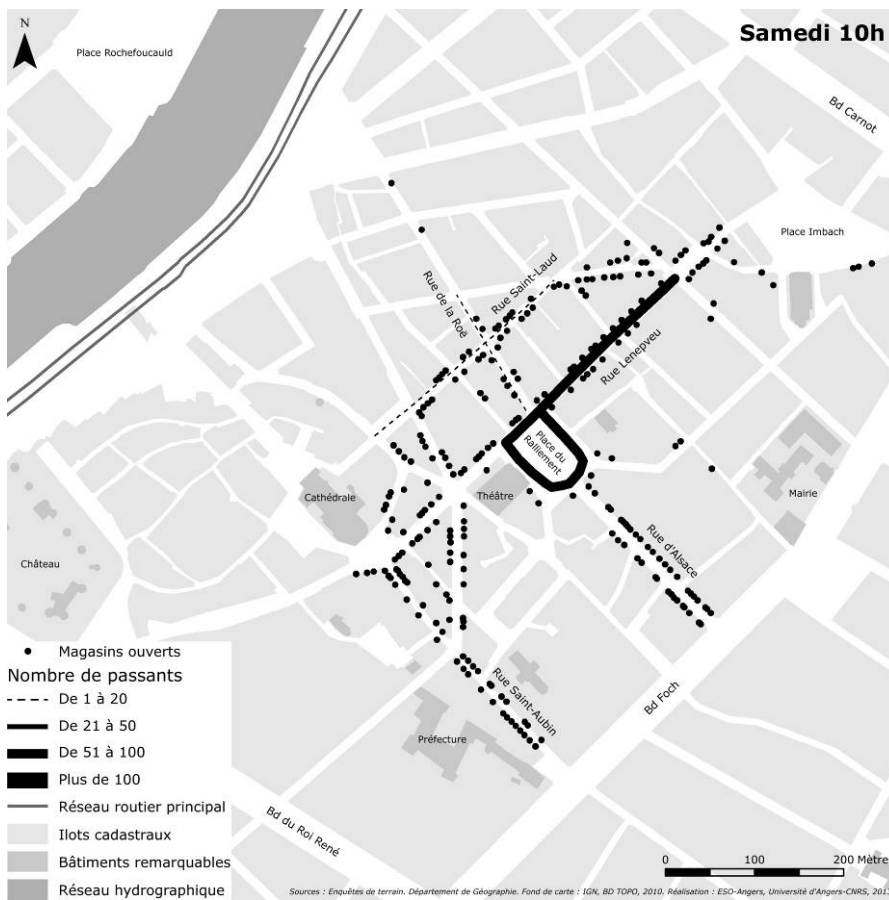 N
Samedi 10h
Place Rochefoucauld
Bd Carnot
Place Imbach
Rue Saint-Laud
Rue de la Roë
Rue Lenepveu
Place du
Ralliement
Cathédrale
Théâtre
Mairie
Château
Rue d'Alsace
Rue Saint-Aubin
Bd Foch
Préfecture
Bd du Roi René
Magasins ouverts
Nombre de passants
De 1 à 20
De 21 à 50
De 51 à 100
Plus de 100
Réseau routier principal
Ilots cadastraux
Bâtiments remarquables
Réseau hydrographique
0 100 200 Mètre
Sources : Enquêtes de terrain. Département de Géographie. Fond de carte : IGN, BD TOPO, 2010. Réalisation : ESO-Angers, Université d'Angers-CNRS, 201